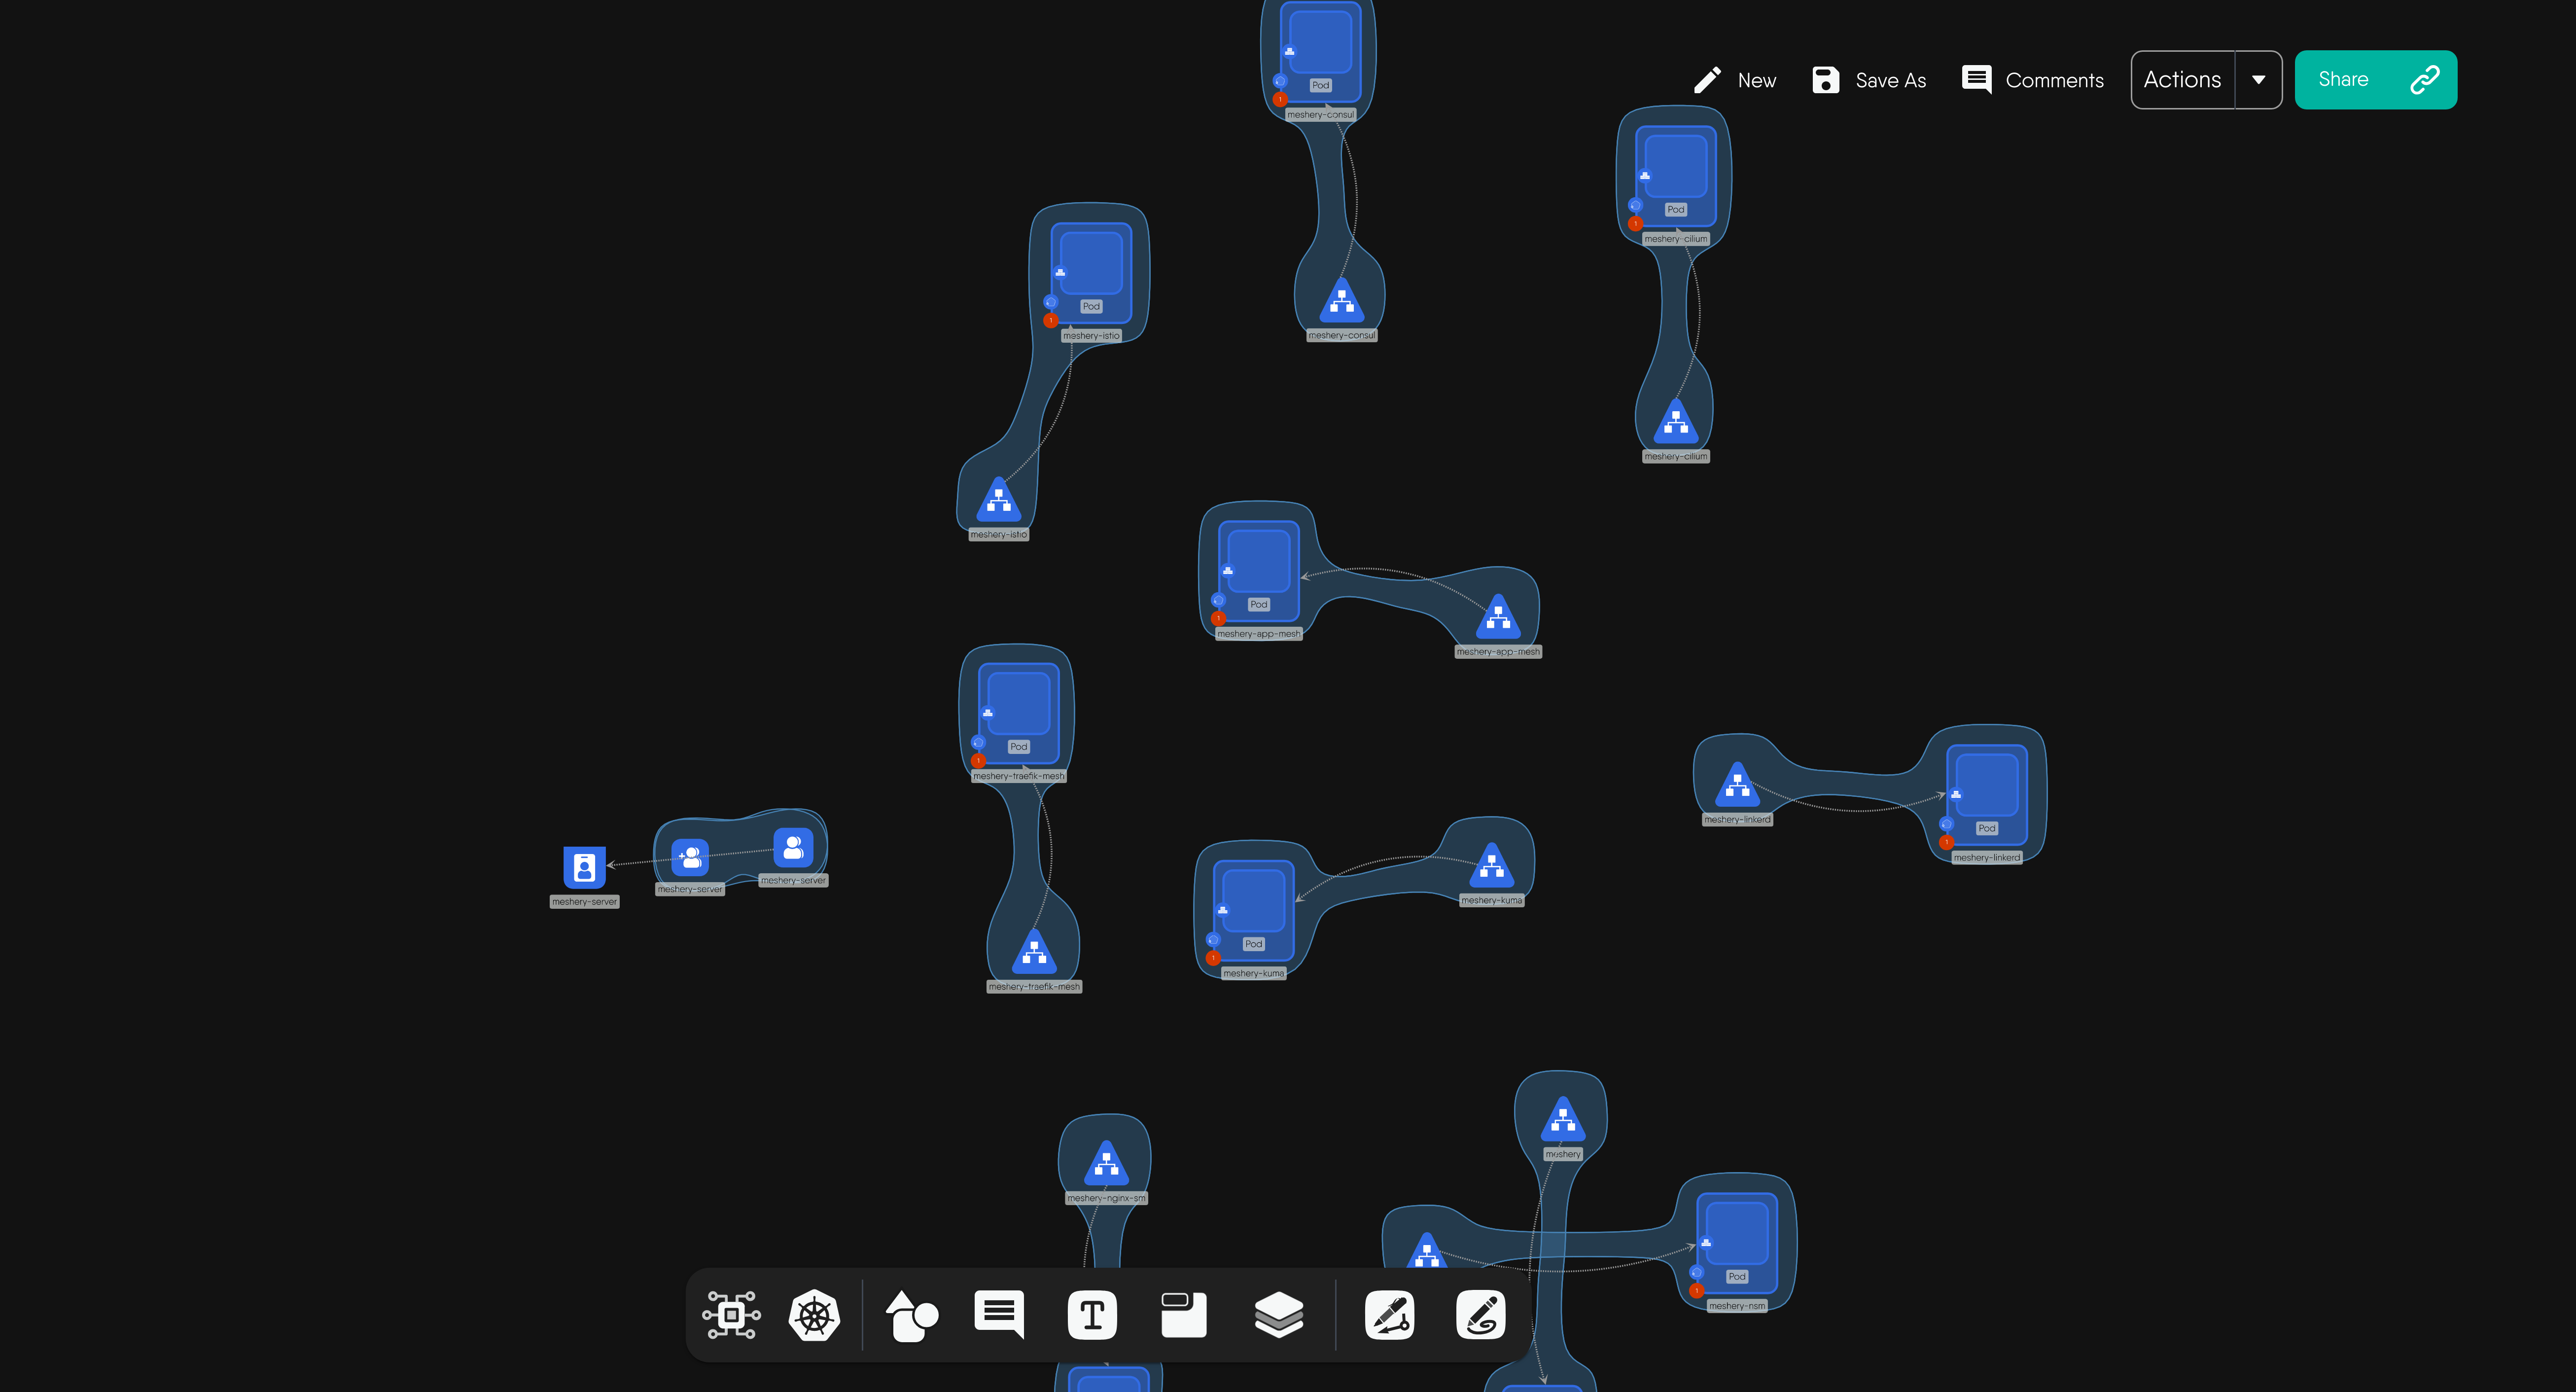 Pod
meshery-consul
New
Save As
Comments
Actions
Share
Pod
meshery-cilium
Pod
meshery-istio
meshery-consul
meshery-cilium
meshery-istio
Pod
meshery-app-mesh
meshery-app-mesh
Pod
meshery-traefik-mesh
meshery-linkerd
Pod
meshery-linkerd
meshery-server
meshery-server
meshery-server
meshery-kuma
Pod
meshery-kuma
meshery-traefik-mesh
meshery
meshery-nginx-sm
Pod
meshery-nsm
T